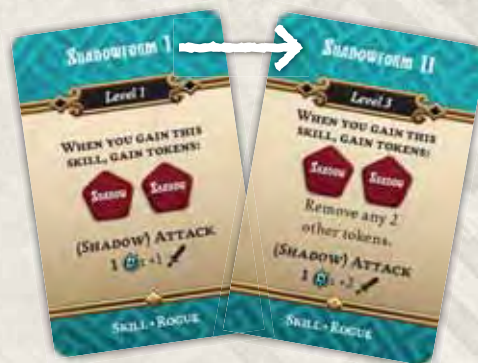 Shadowform I
Level 1
When you gain this
skill, gain tokens:
Shadow Shadow
(Shadow) Attack
1 : +1
Skill • Rogue
Shadowform II
Level 3
When you gain this
skill, gain tokens:
Shadow Shadow
Remove any 2
other tokens.
(Shadow) Attack
1 : +2
Skill • Rogue